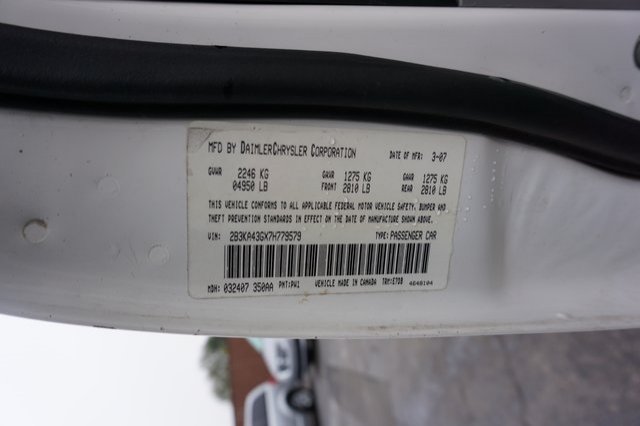 MFD BY DAIMLERCHRYSLER CORPORATION DATE OF MFR: 3-07
GVWR 2246 KG GAWR 1275 KG GAWR 1275 KG
04950 LB FRONT 2810 LB REAR 2810 LB
THIS VEHICLE CONFORMS TO ALL APPLICABLE FEDERAL MOTOR VEHICLE SAFETY, BUMPER AND
THEFT PREVENTION STANDARDS IN EFFECT ON THE DATE OF MANUFACTURE SHOWN ABOVE.
VIN: 2B3KA43GX7H779579 TYPE: PASSENGER CAR
MDH: 032407 350AA PNT: PW1 VEHICLE MADE IN CANADA TRM: E7DB 4648104